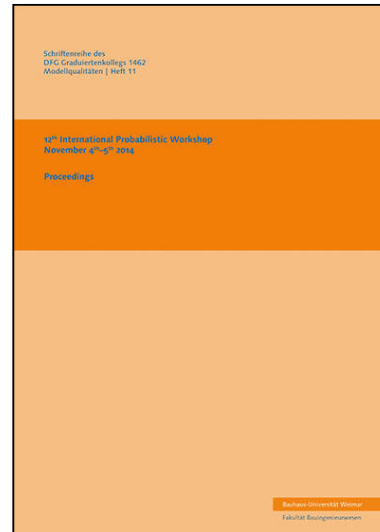 Schriftenreihe des
DFG Graduiertenkollegs 1462
Modellqualitäten | Heft 11
12th International Probabilistic Workshop
November 4th–5th 2014
Proceedings
Bauhaus-Universität Weimar
Fakultät Bauingenieurwesen